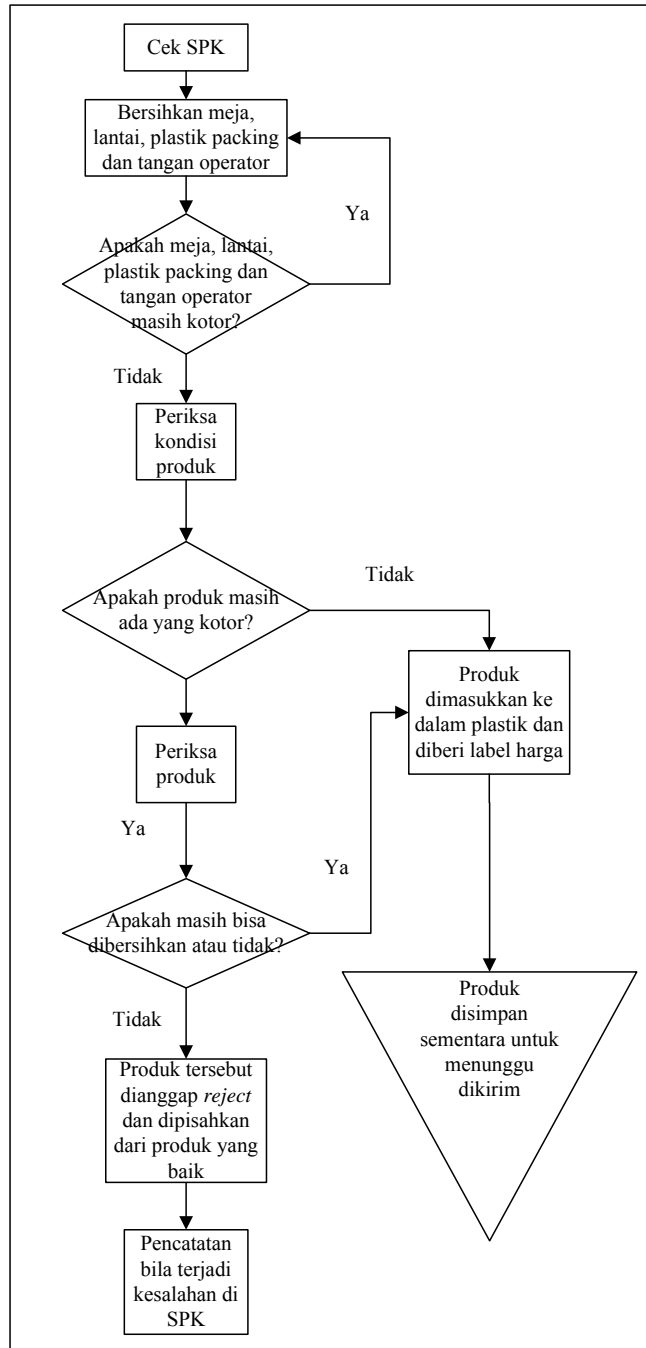 Cek SPK
Bersihkan meja,
lantai, plastik packing
dan tangan operator
Ya
Apakah meja, lantai,
plastik packing dan
tangan operator
masih kotor?
Tidak
Periksa
kondisi
produk
Tidak
Apakah produk masih
ada yang kotor?
Produk
dimasukkan ke
dalam plastik dan
diberi label harga
Periksa
produk
Ya
Ya
Apakah masih bisa
dibersihkan atau tidak?
Produk
disimpan
sementara untuk
menunggu
dikirim
Tidak
Produk tersebut
dianggap reject
dan dipisahkan
dari produk yang
baik
Pencatatan
bila terjadi
kesalahan di
SPK